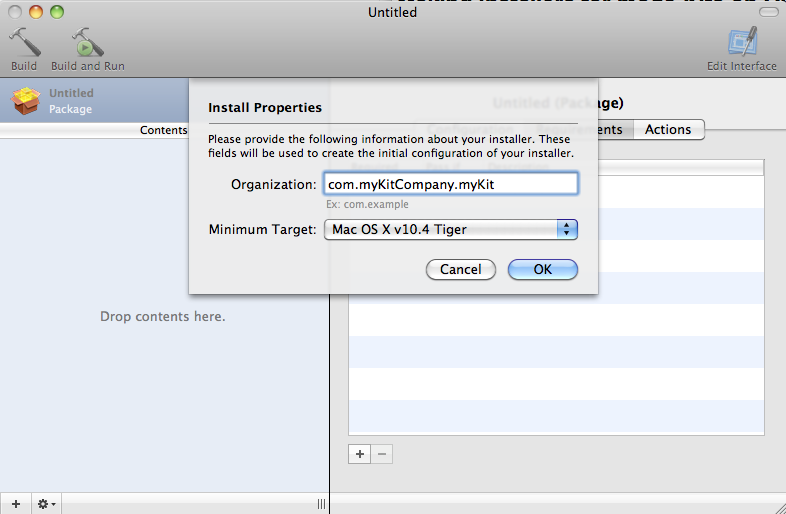 Untitled
Build
Build and Run
Edit Interface
Untitled
Package
Contents
Untitled (Package)
Install Properties
Please provide the following information about your installer. These
fields will be used to create the initial configuration of your installer.
Organization: com.myKitCompany.myKit
Ex: com.example
Minimum Target: Mac OS X v10.4 Tiger
Cancel
OK
Configuration
Requirements
Actions
Drop contents here.